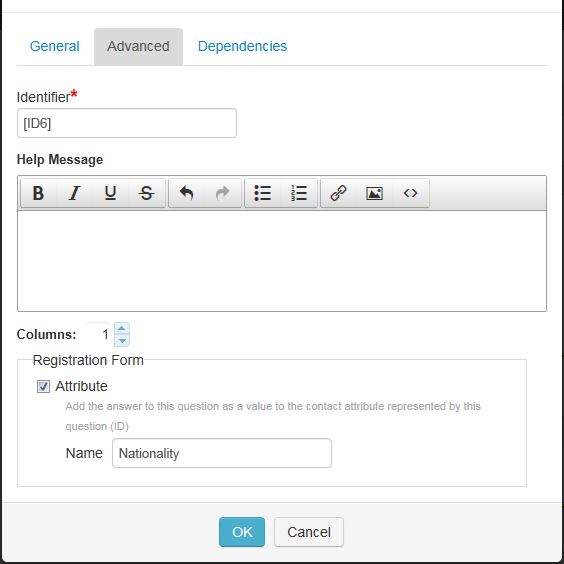 General Advanced Dependencies
Identifier*
[ID6]
Help Message
B I U S
Columns: 1
Registration Form
Attribute
Add the answer to this question as a value to the contact attribute represented by this
question (ID)
Name Nationality
OK Cancel